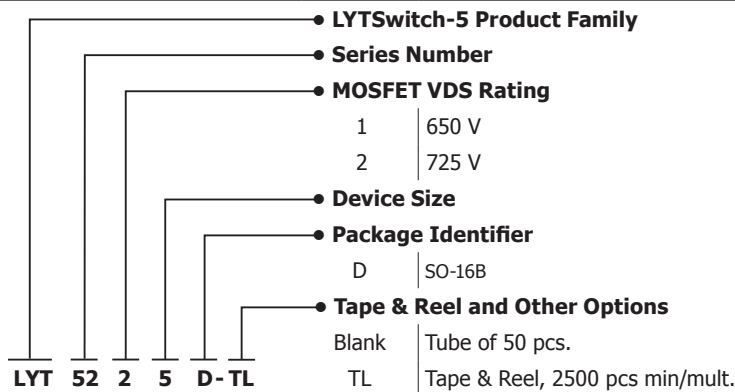 LYTSwitch-5 Product Family
Series Number
MOSFET VDS Rating
1 650 V
2 725 V
Device Size
Package Identifier
D SO-16B
Tape & Reel and Other Options
Blank Tube of 50 pcs.
LYT 52 2 5 D - TL TL Tape & Reel, 2500 pcs min/mult.